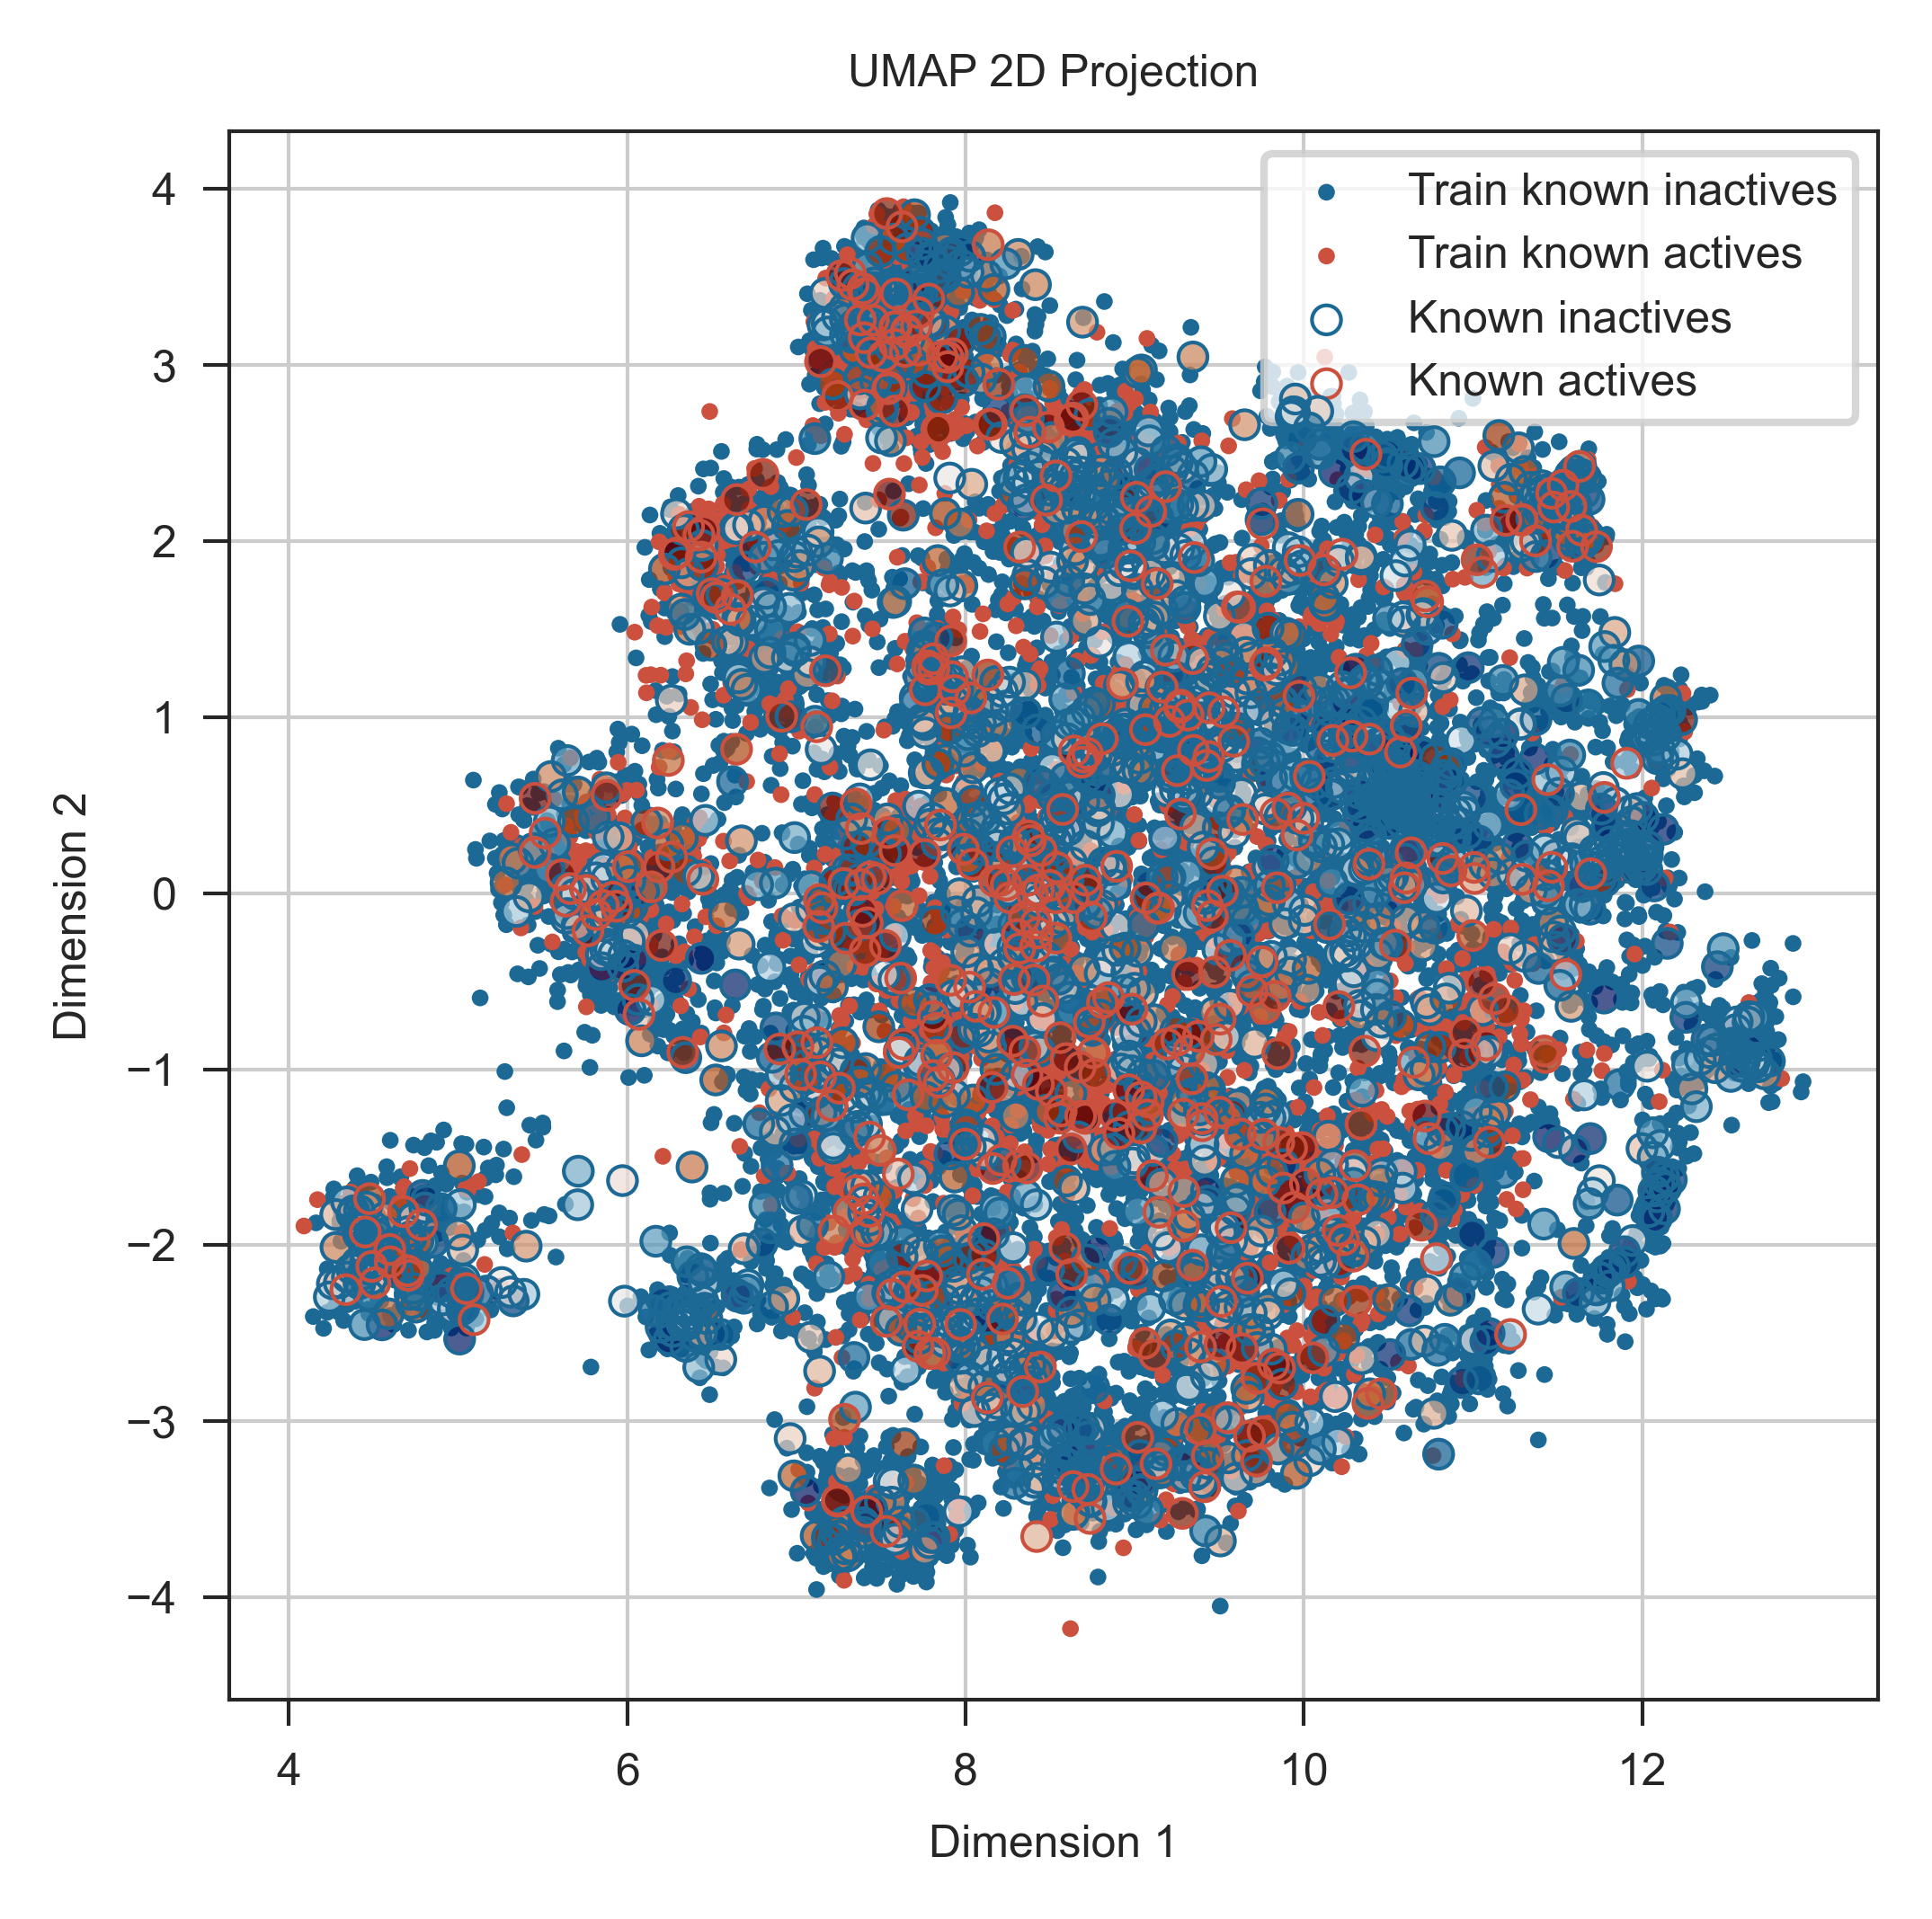 UMAP 2D Projection
Train known inactives
Train known actives
Known inactives
Known actives
4
3
2
1
0
−1
−2
−3
−4
Dimension 2
4
6
8
10
12
Dimension 1